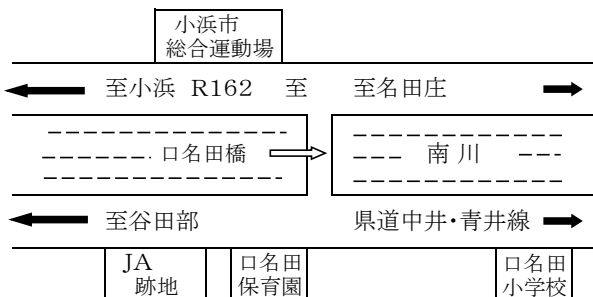 小浜市
総合運動場
至小浜 R162 至 至名田庄
口名田橋
南川
至谷田部 県道中井・青井線
JA
跡地
口名田
保育園
口名田
小学校